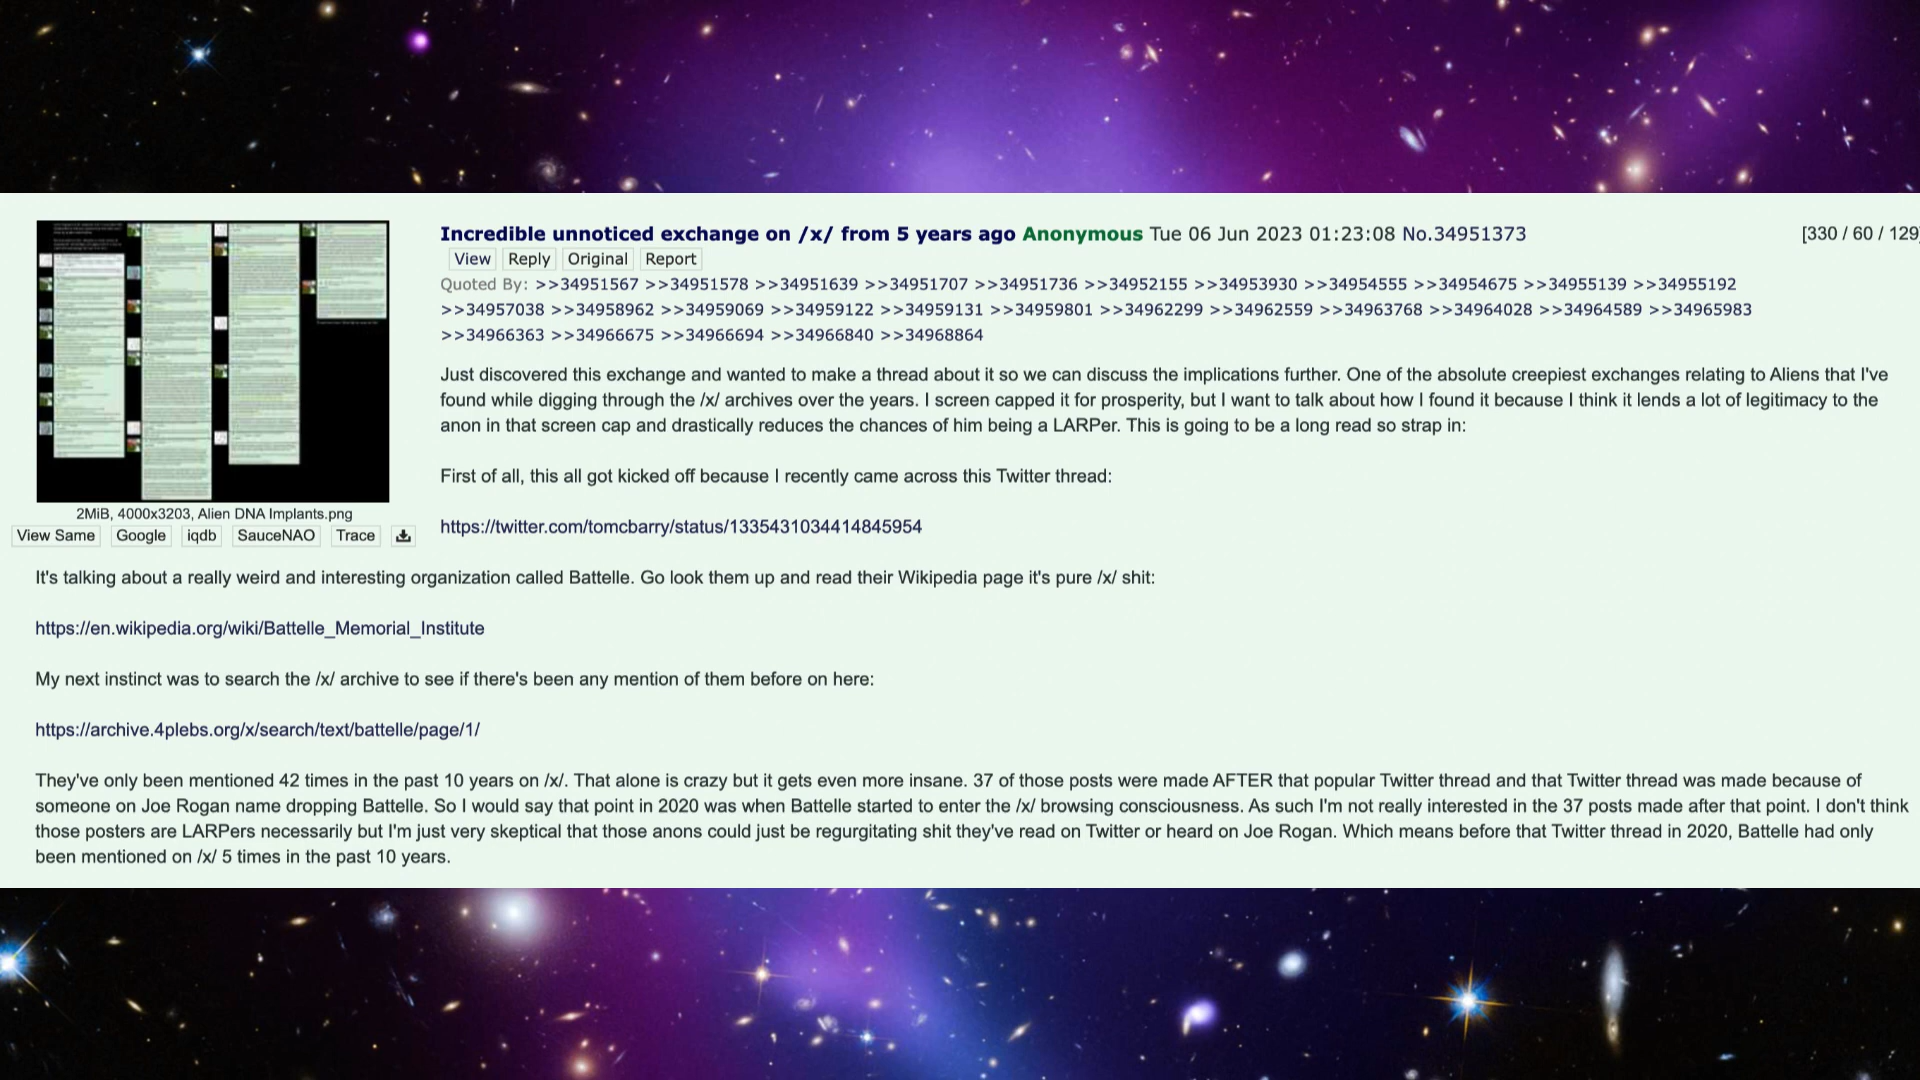 Incredible unnoticed exchange on /x/ from 5 years ago Anonymous Tue 06 Jun 2023 01:23:08 No.34951373 [330 / 60 / 129]
View Reply Original Report
Quoted By: >>34951567 >>34951578 >>34951639 >>34951707 >>34951736 >>34952155 >>34953930 >>34954555 >>34954675 >>34955139 >>34955192
>>34957038 >>34958962 >>34959069 >>34959122 >>34959131 >>34959801 >>34962299 >>34962559 >>34963768 >>34964028 >>34964589 >>34965983
>>34966363 >>34966675 >>34966694 >>34966840 >>34968864
Just discovered this exchange and wanted to make a thread about it so we can discuss the implications further. One of the absolute creepiest exchanges relating to Aliens that I've
found while digging through the /x/ archives over the years. I screen capped it for prosperity, but I want to talk about how I found it because I think it lends a lot of legitimacy to the
anon in that screen cap and drastically reduces the chances of him being a LARPer. This is going to be a long read so strap in:
First of all, this all got kicked off because I recently came across this Twitter thread:
2MiB, 4000x3203, Alien DNA Implants.png
View Same Google iqdb SauceNAO Trace
https://twitter.com/tomcbarry/status/1335431034414845954
It's talking about a really weird and interesting organization called Battelle. Go look them up and read their Wikipedia page it's pure /x/ shit:
https://en.wikipedia.org/wiki/Battelle_Memorial_Institute
My next instinct was to search the /x/ archive to see if there's been any mention of them before on here:
https://archive.4plebs.org/x/search/text/battelle/page/1/
They've only been mentioned 42 times in the past 10 years on /x/. That alone is crazy but it gets even more insane. 37 of those posts were made AFTER that popular Twitter thread and that Twitter thread was made because of
someone on Joe Rogan name dropping Battelle. So I would say that point in 2020 was when Battelle started to enter the /x/ browsing consciousness. As such I'm not really interested in the 37 posts made after that point. I don't think
those posters are LARPers necessarily but I'm just very skeptical that those anons could just be regurgitating shit they've read on Twitter or heard on Joe Rogan. Which means before that Twitter thread in 2020, Battelle had only
been mentioned on /x/ 5 times in the past 10 years.